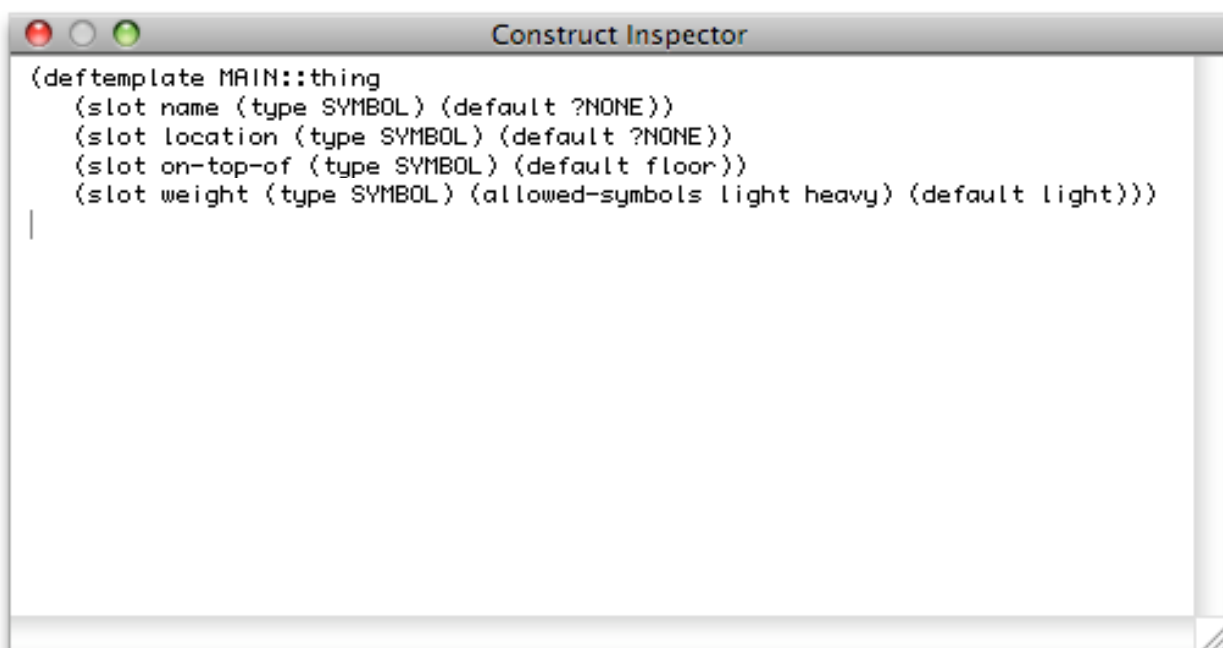 Construct Inspector
(deftemplate MAIN::thing
(slot name (type SYMBOL) (default ?NONE))
(slot location (type SYMBOL) (default ?NONE))
(slot on-top-of (type SYMBOL) (default floor))
(slot weight (type SYMBOL) (allowed-symbols light heavy) (default light)))